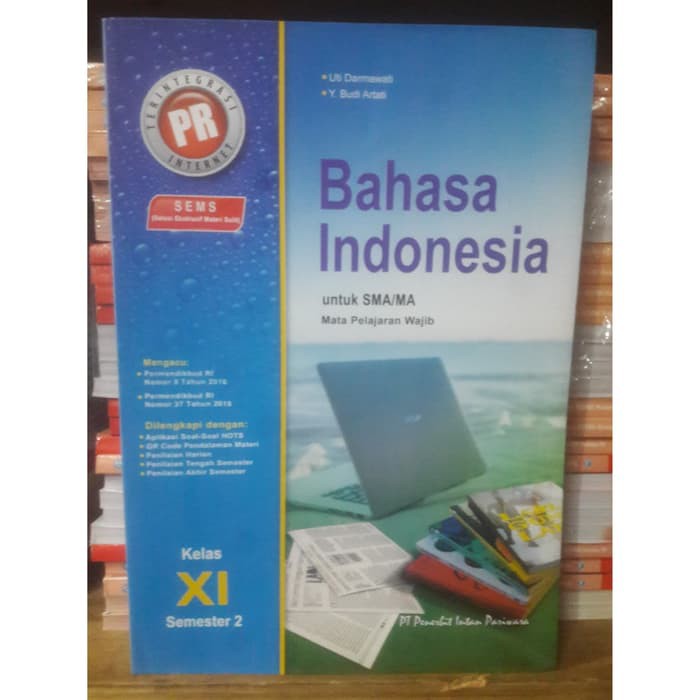 TERINTEGRASI
PR
INTERNET
SEMS
(Sistem Ekstraktif Materi Sulit)
Uti Darmawati
Y. Budi Artati
Bahasa
Indonesia
untuk SMA/MA
Mata Pelajaran Wajib
Mengacu:
Permendikbud RI
Nomor 8 Tahun 2016
Permendikbud RI
Nomor 37 Tahun 2018
Dilengkapi dengan:
Aplikasi Soal-Soal HOTS
QR Code Pendalaman Materi
Penilaian Harian
Penilaian Tengah Semester
Penilaian Akhir Semester
Kelas
XI
Semester 2
PT Penerbit Intan Pariwara